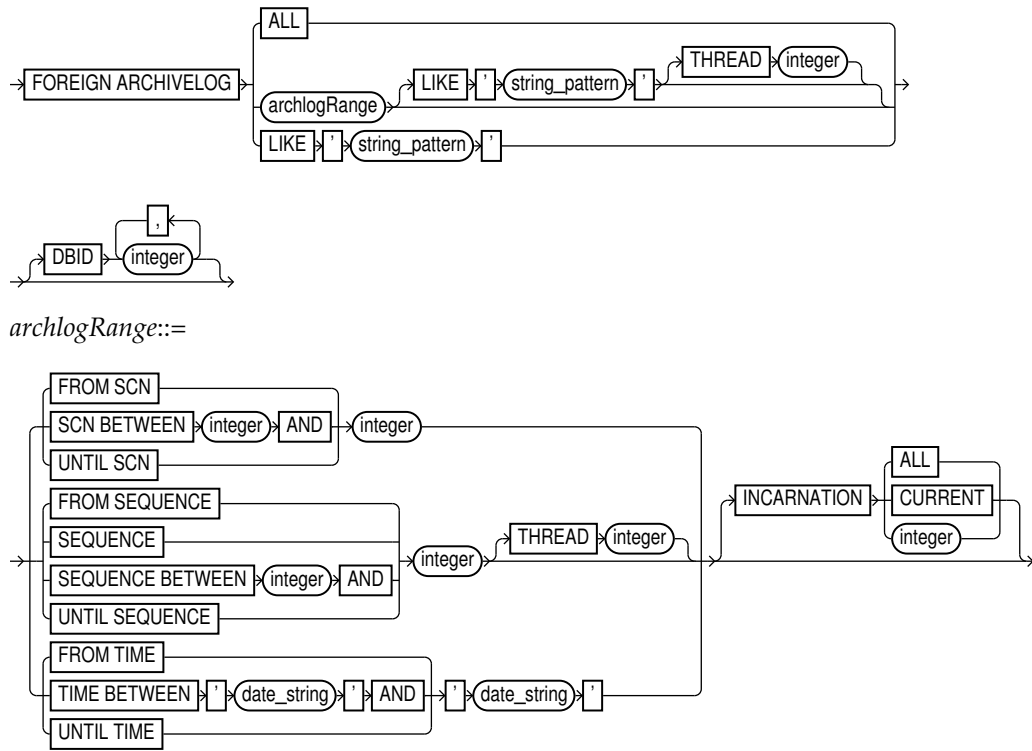 ALL
FOREIGN ARCHIVELOG
LIKE ' string_pattern '
THREAD integer
archlogRange
LIKE ' string_pattern '
,
DBID integer
archlogRange::=
FROM SCN
SCN BETWEEN integer AND integer
UNTIL SCN
FROM SEQUENCE
SEQUENCE
SEQUENCE BETWEEN integer AND
UNTIL SEQUENCE
integer
THREAD integer
FROM TIME
TIME BETWEEN ' date_string ' AND ' date_string '
UNTIL TIME
INCARNATION
ALL
CURRENT
integer